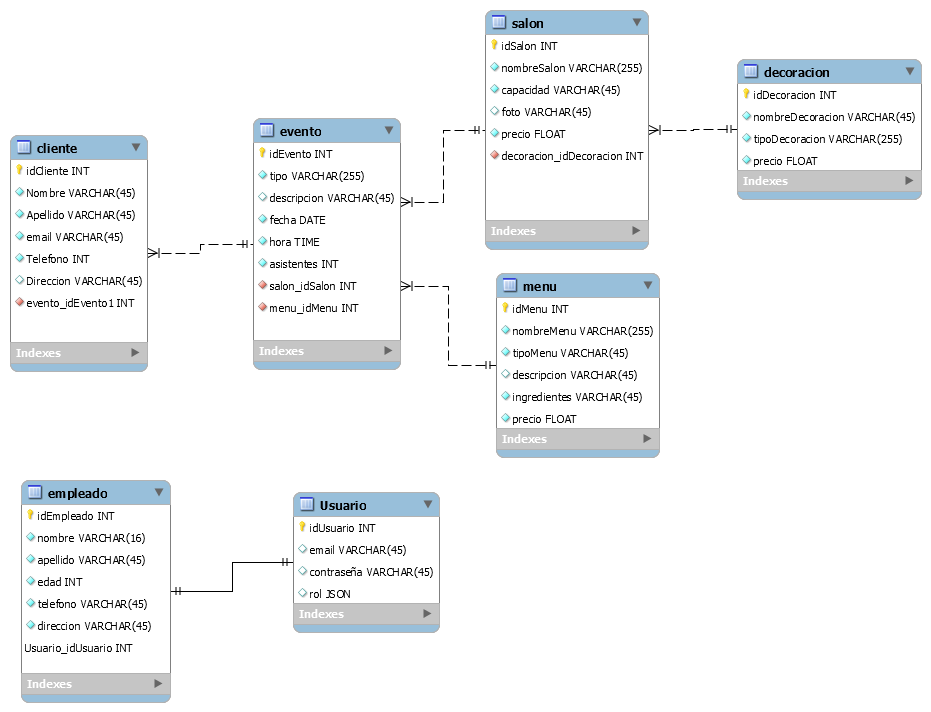 cliente
idCliente INT
Nombre VARCHAR(45)
Apellido VARCHAR(45)
email VARCHAR(45)
Telefono INT
Direccion VARCHAR(45)
evento_idEvento1 INT
Indexes
evento
idEvento INT
tipo VARCHAR(255)
descripcion VARCHAR(45)
fecha DATE
hora TIME
asistentes INT
salon_idSalon INT
menu_idMenu INT
Indexes
salon
idSalon INT
nombreSalon VARCHAR(255)
capacidad VARCHAR(45)
foto VARCHAR(45)
precio FLOAT
decoracion_idDecoracion INT
Indexes
decoracion
idDecoracion INT
nombreDecoracion VARCHAR(45)
tipoDecoracion VARCHAR(255)
precio FLOAT
Indexes
menu
idMenu INT
nombreMenu VARCHAR(255)
tipoMenu VARCHAR(45)
descripcion VARCHAR(45)
ingredientes VARCHAR(45)
precio FLOAT
Indexes
empleado
idEmpleado INT
nombre VARCHAR(16)
apellido VARCHAR(45)
edad INT
telefono VARCHAR(45)
direccion VARCHAR(45)
Usuario_idUsuario INT
Indexes
Usuario
idUsuario INT
email VARCHAR(45)
contraseña VARCHAR(45)
rol JSON
Indexes